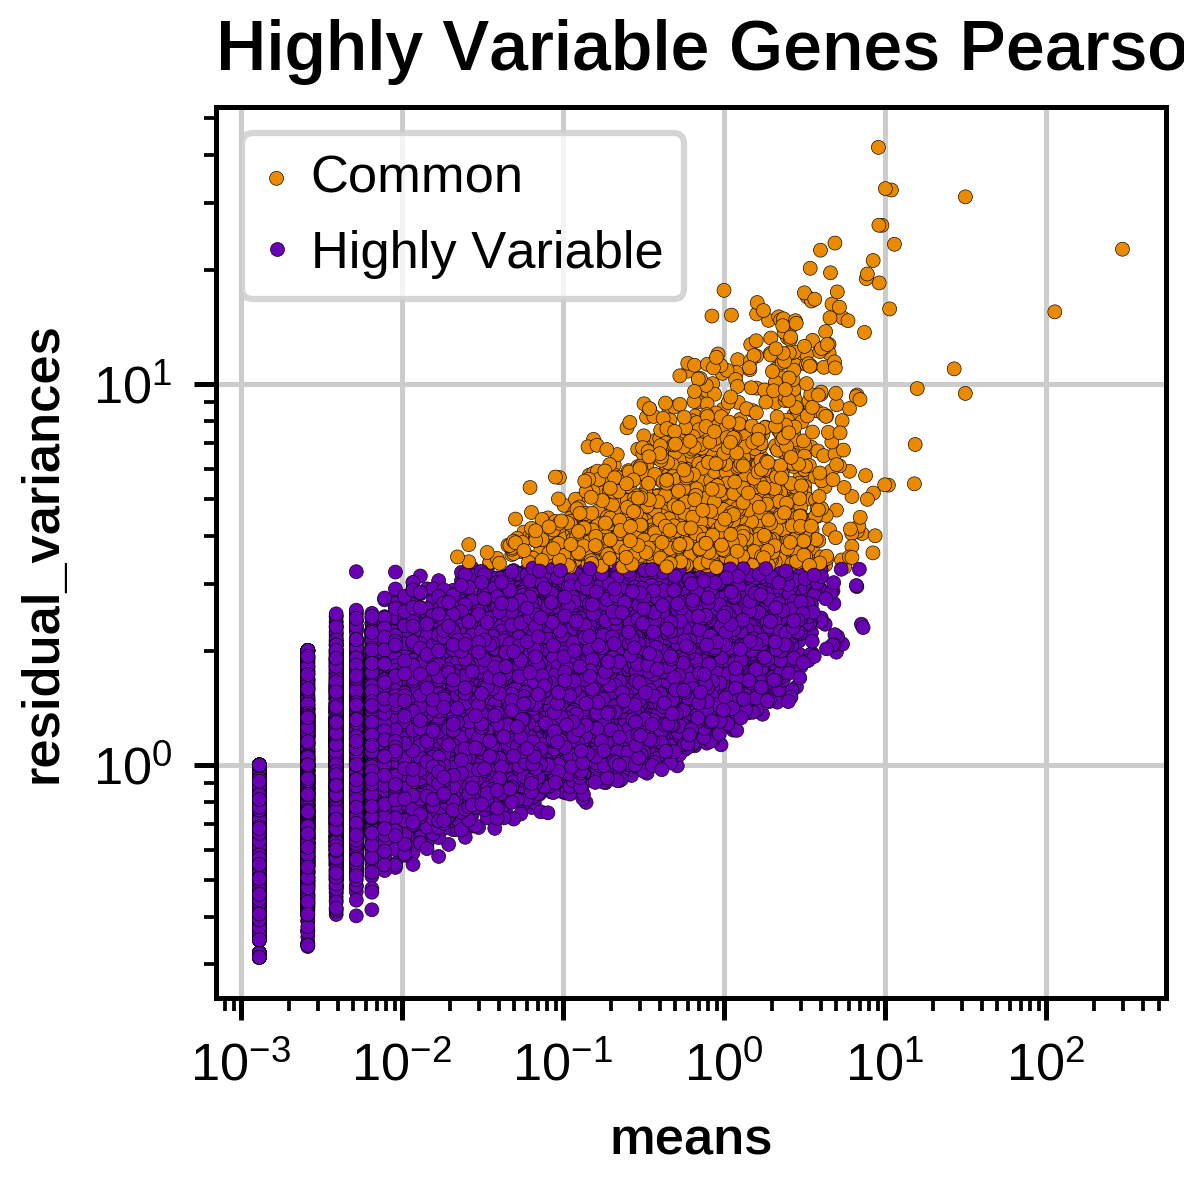 Highly Variable Genes Pearso
Common
Highly Variable
residual_variances
10¹
10⁰
10⁻³ 10⁻² 10⁻¹ 10⁰ 10¹ 10²
means